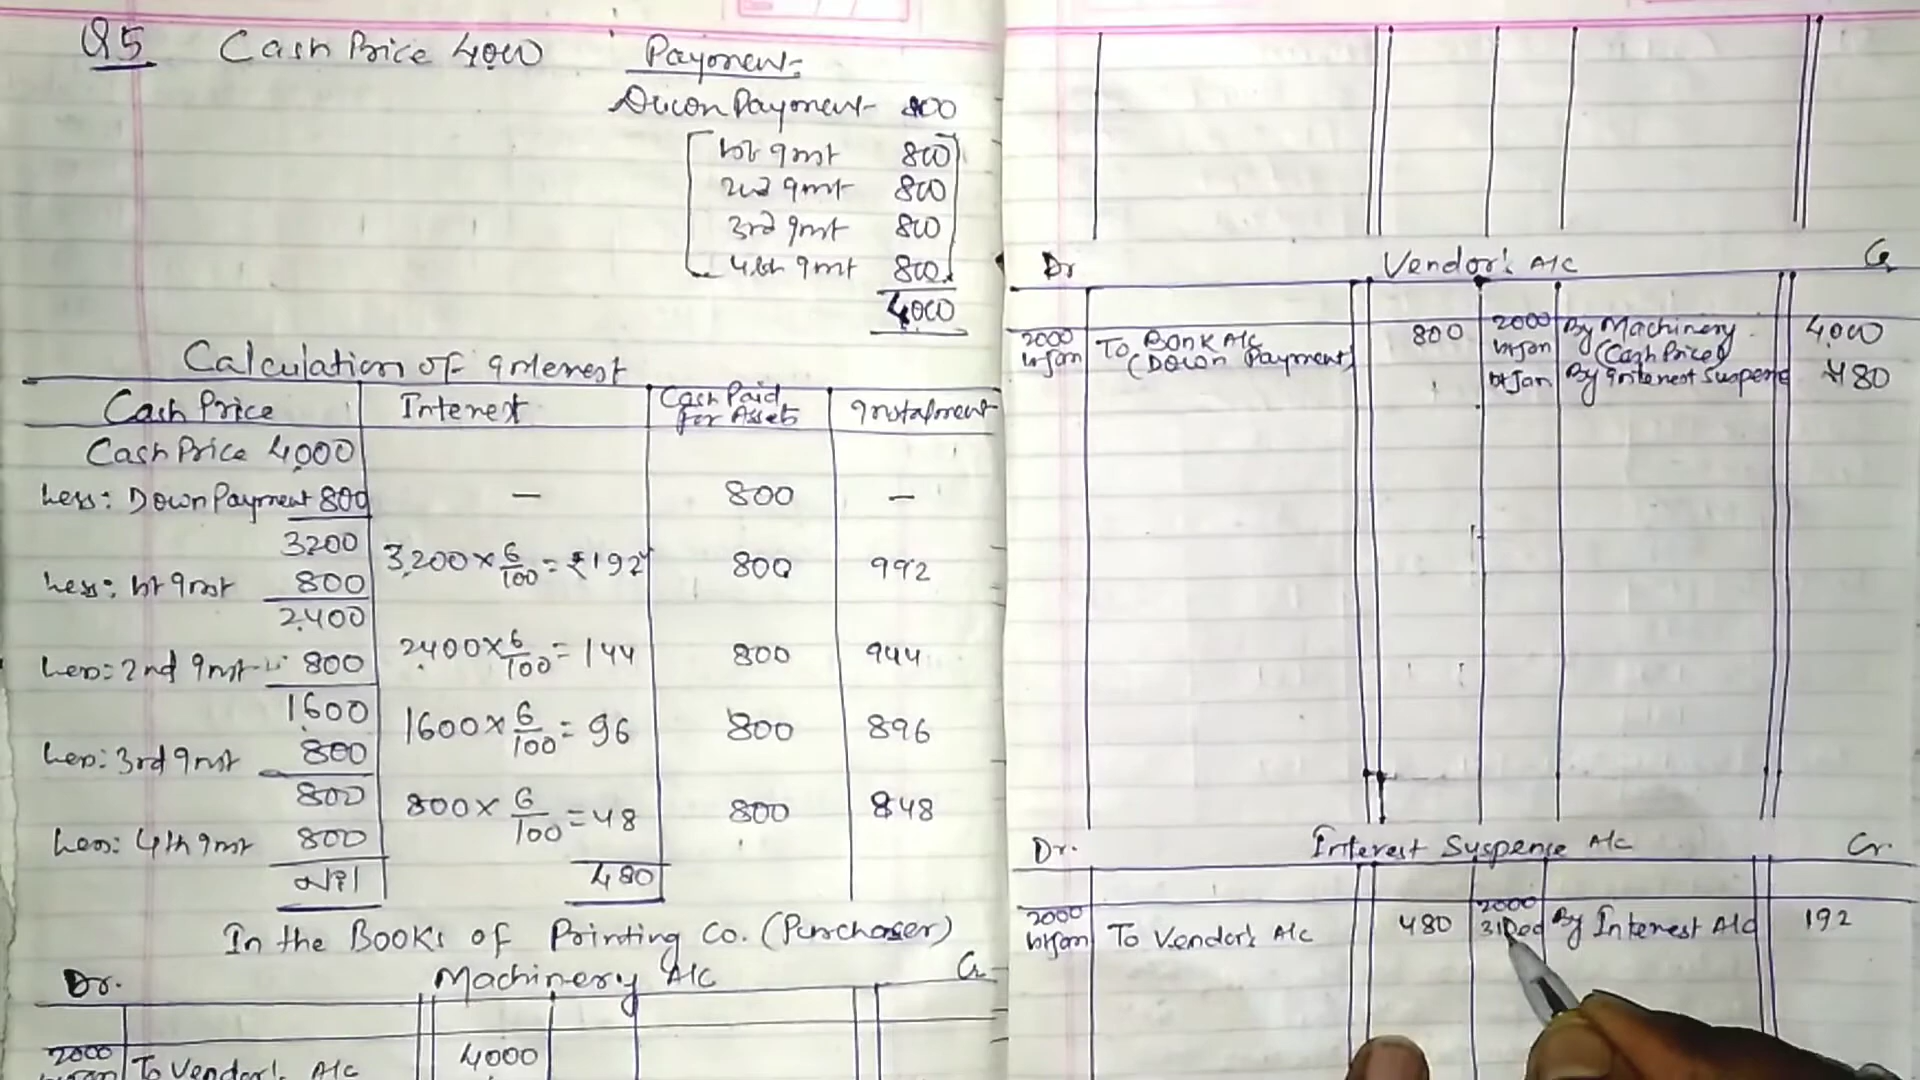 Q5 Cash Price 4000
Payment
Down Payment 800
1st Inst 800
2nd Inst 800
3rd Inst 800
4th Inst 800
4000
Calculation of Interest
Cash Price Interest Cash Paid for Assets Instalment
Cash Price 4000
Less: Down Payment 800 — 800 —
3200 3,200 × 6/100 = ₹192
Less: 1st Inst 800 800 992
2400
2400 × 6/100 = 144
Less: 2nd Inst 800 800 944
1600 1600 × 6/100 = 96
Less: 3rd Inst 800 800 896
800 800 × 6/100 = 48
Less: 4th Inst 800 800 848
Nil 480
In the Books of Printing Co. (Purchaser)
Dr. Machinery A/c Cr
2000
1st Jan To Vendor's A/c 4000
Dr Vendor's A/c Cr
2000 1st Jan To Bank A/c 800 2000 1st Jan By Machinery 4000
(Down Payment) (Cash Price)
1st Jan By Interest Suspense 480
Dr. Interest Suspense A/c Cr.
2000 1st Jan To Vendor's A/c 480 2000 31 Dec By Interest A/c 192